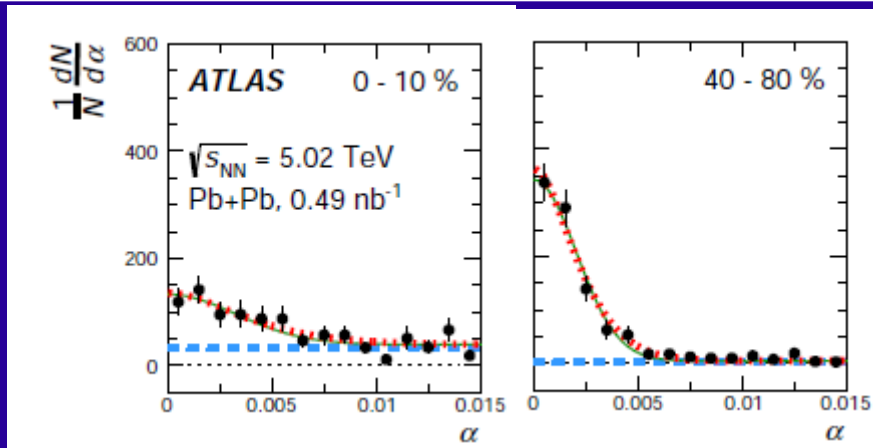 1/N dN/dα
600
400
200
0
ATLAS 0 - 10 %
√s_NN = 5.02 TeV
Pb+Pb, 0.49 nb⁻¹
0 0.005 0.01 0.015
α
40 - 80 %
0 0.005 0.01 0.015
α